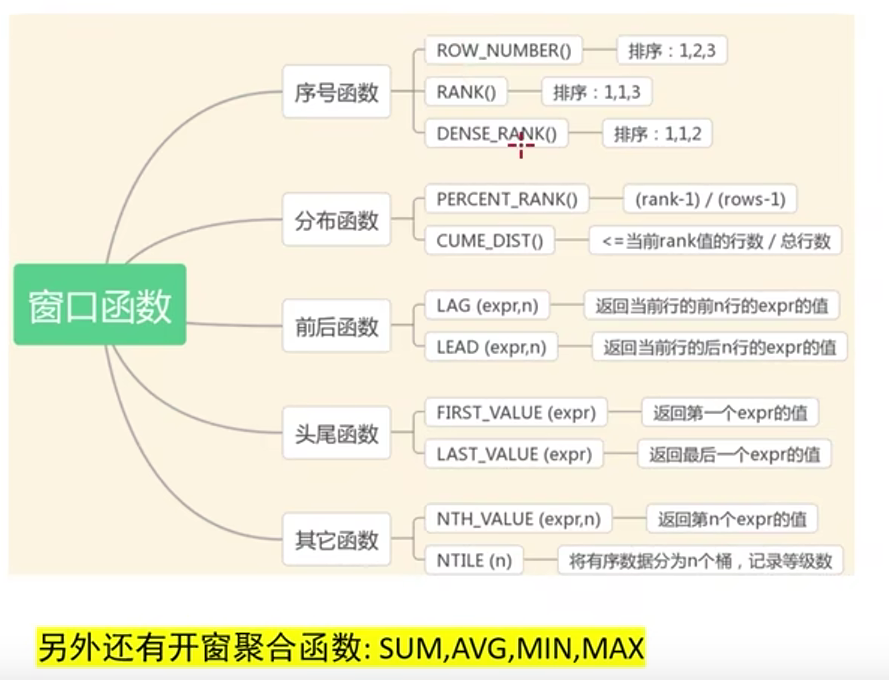 窗口函数
序号函数
ROW_NUMBER()
排序：1,2,3
RANK()
排序：1,1,3
DENSE_RANK()
排序：1,1,2
分布函数
PERCENT_RANK()
(rank-1) / (rows-1)
CUME_DIST()
<=当前rank值的行数 / 总行数
前后函数
LAG (expr,n)
返回当前行的前n行的expr的值
LEAD (expr,n)
返回当前行的后n行的expr的值
头尾函数
FIRST_VALUE (expr)
返回第一个expr的值
LAST_VALUE (expr)
返回最后一个expr的值
其它函数
NTH_VALUE (expr,n)
返回第n个expr的值
NTILE (n)
将有序数据分为n个桶，记录等级数
另外还有开窗聚合函数: SUM,AVG,MIN,MAX